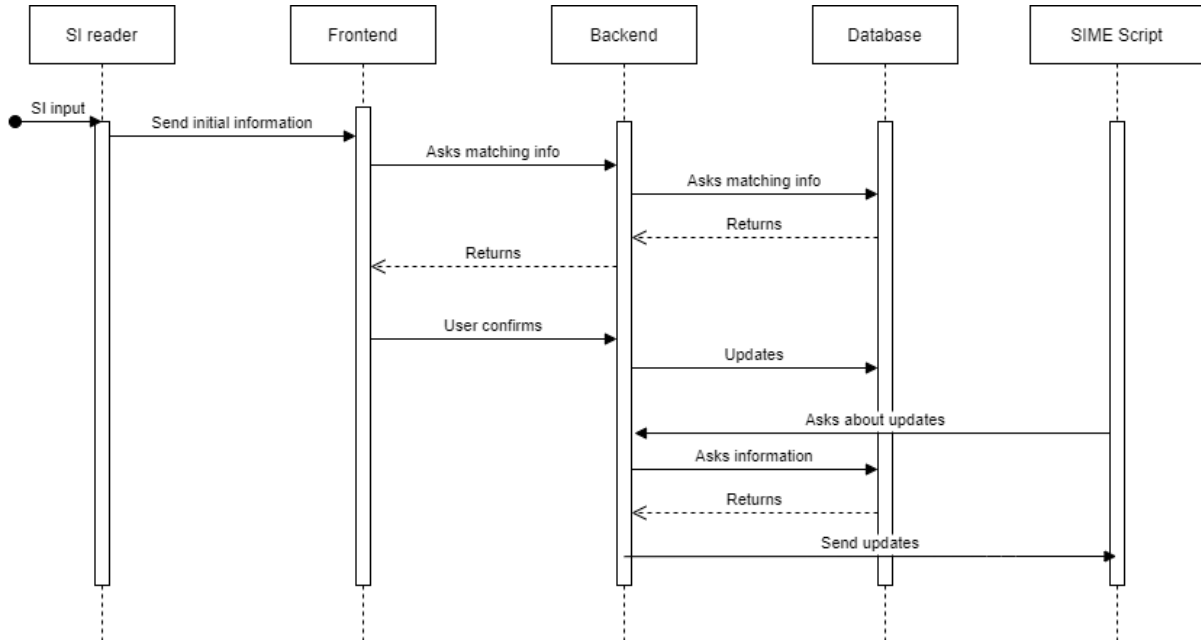 SI reader
Frontend
Backend
Database
SIME Script
SI input
Send initial information
Asks matching info
Asks matching info
Returns
Returns
User confirms
Updates
Asks about updates
Asks information
Returns
Send updates